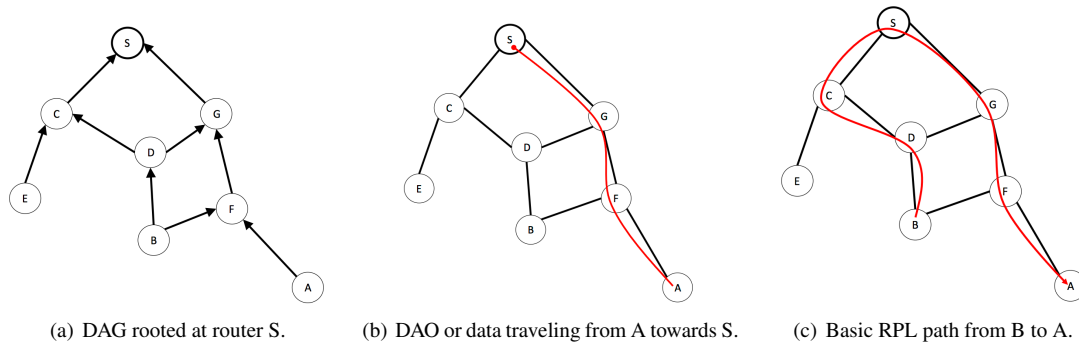 S
C
G
D
E
F
B
A
S
C
G
D
E
F
B
A
S
C
G
D
E
F
B
A
(a) DAG rooted at router S.
(b) DAO or data traveling from A towards S.
(c) Basic RPL path from B to A.